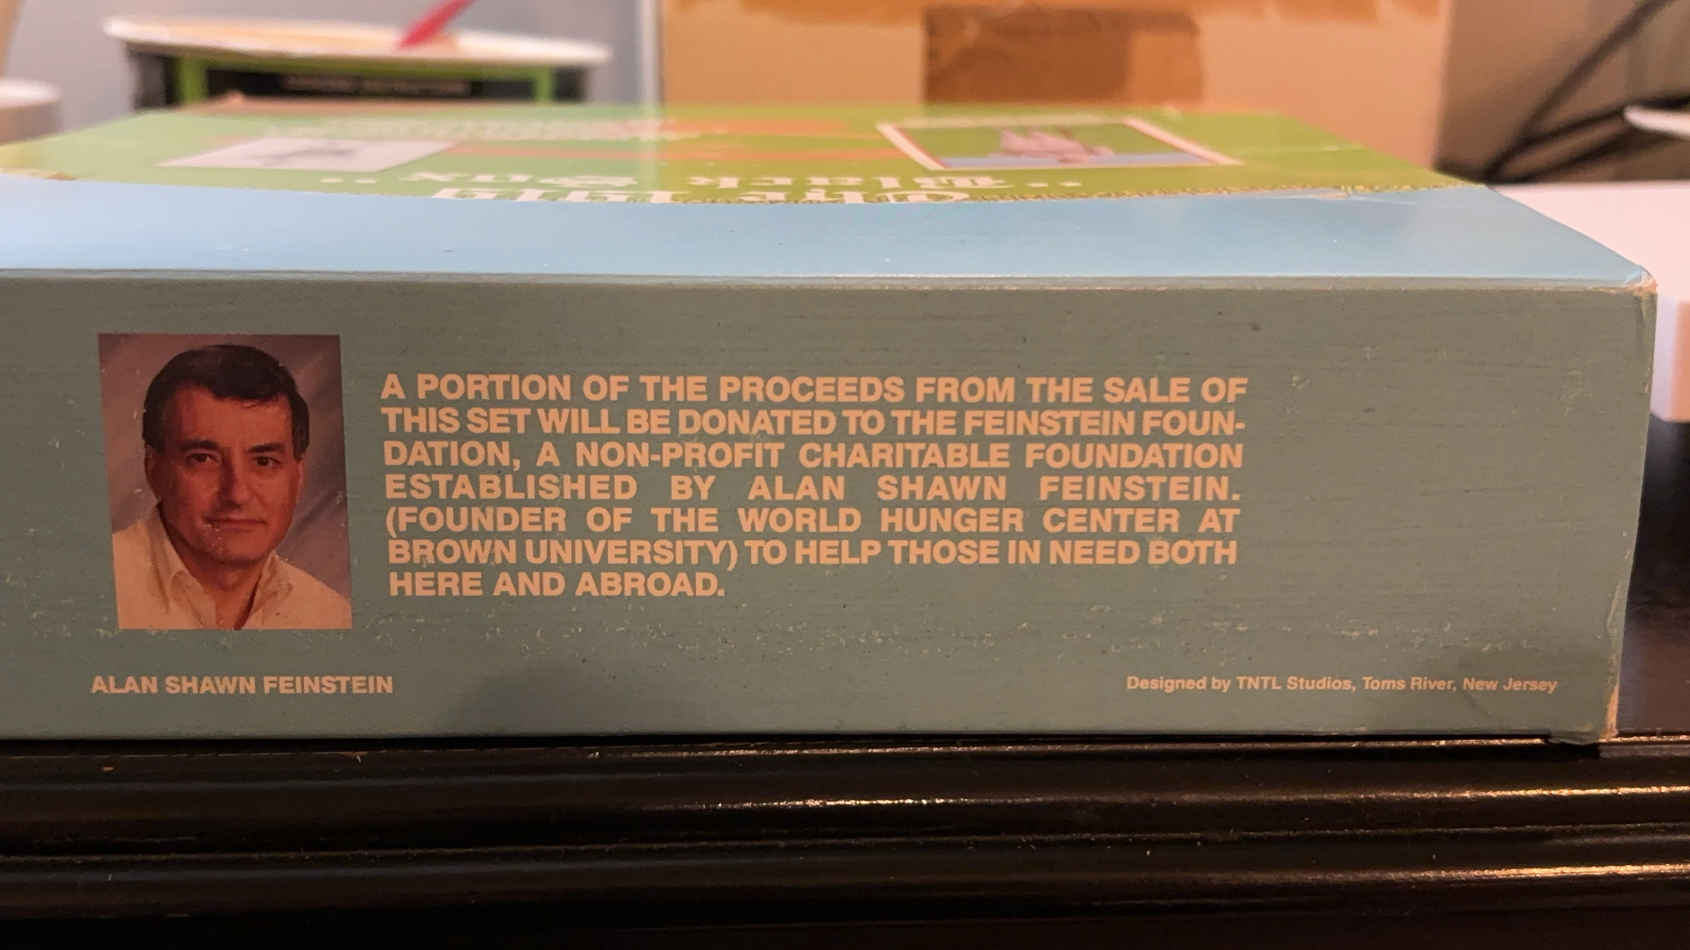 A PORTION OF THE PROCEEDS FROM THE SALE OF
THIS SET WILL BE DONATED TO THE FEINSTEIN FOUN-
DATION, A NON-PROFIT CHARITABLE FOUNDATION
ESTABLISHED BY ALAN SHAWN FEINSTEIN.
(FOUNDER OF THE WORLD HUNGER CENTER AT
BROWN UNIVERSITY) TO HELP THOSE IN NEED BOTH
HERE AND ABROAD.
ALAN SHAWN FEINSTEIN
Designed by TNTL Studios, Toms River, New Jersey